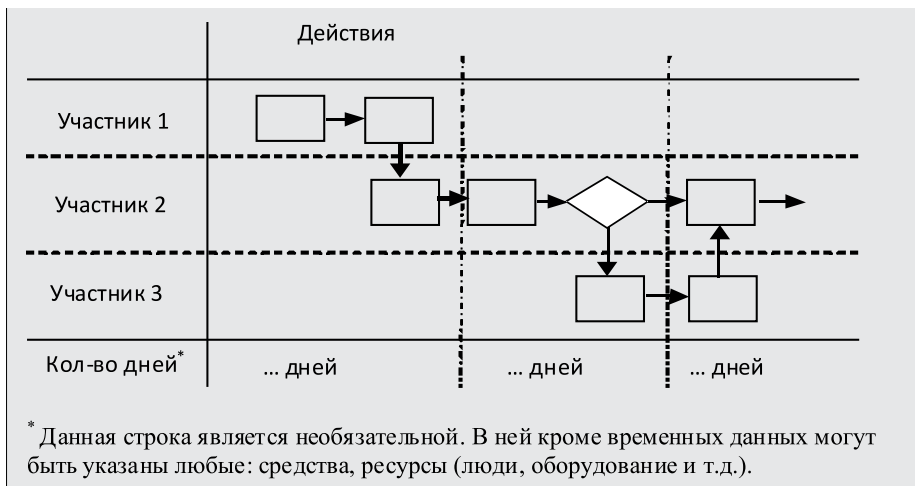 Действия
Участник 1
Участник 2
Участник 3
Кол-во дней* ... дней ... дней ... дней
* Данная строка является необязательной. В ней кроме временных данных могут
быть указаны любые: средства, ресурсы (люди, оборудование и т.д.).